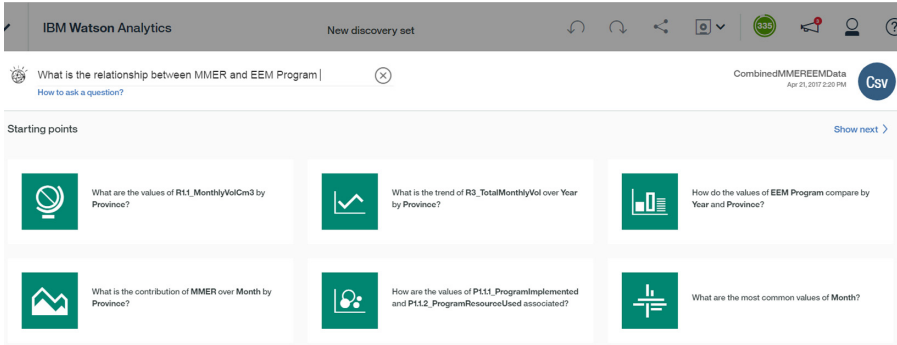 IBM Watson Analytics
New discovery set
335
What is the relationship between MMER and EEM Program
How to ask a question?
CombinedMMEREEMData
Apr 21, 2017 2:20 PM
Csv
Starting points
Show next
What are the values of R1.1_MonthlyVolCm3 by
Province?
What is the trend of R3_TotalMonthlyVol over Year
by Province?
How do the values of EEM Program compare by
Year and Province?
What is the contribution of MMER over Month by
Province?
How are the values of P1.1.1_ProgramImplemented
and P1.1.2_ProgramResourceUsed associated?
What are the most common values of Month?